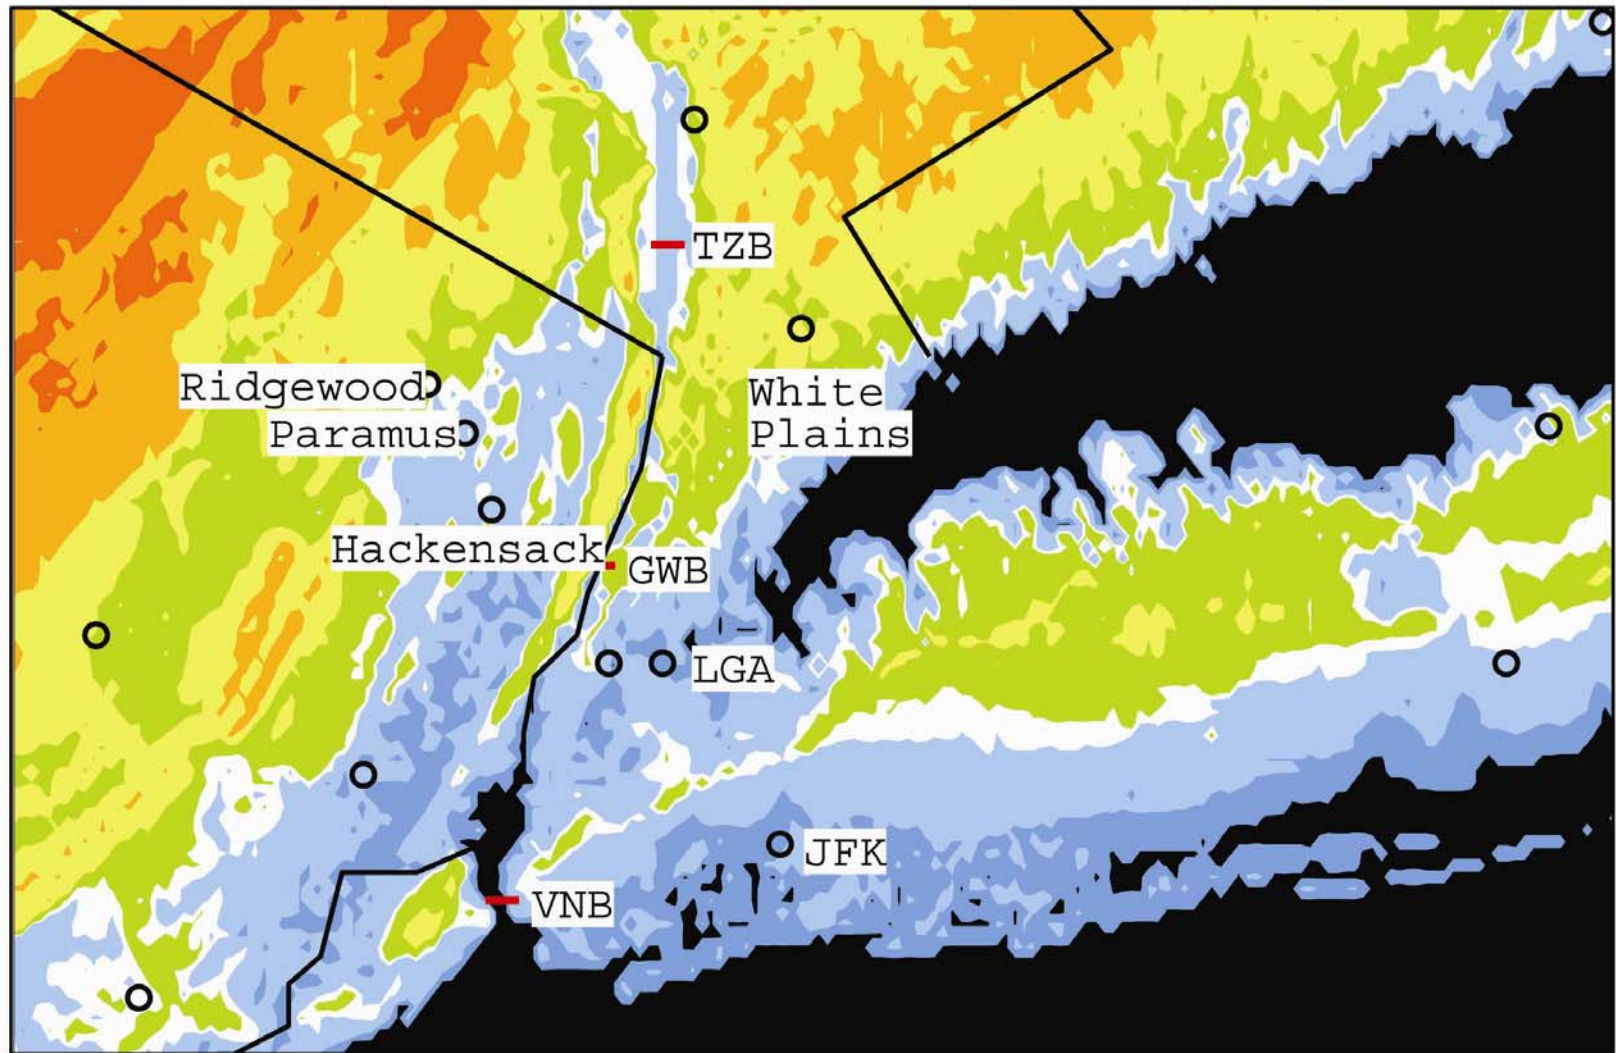 TZB
Ridgewood
Paramus
White
Plains
Hackensack
GWB
LGA
JFK
VNB